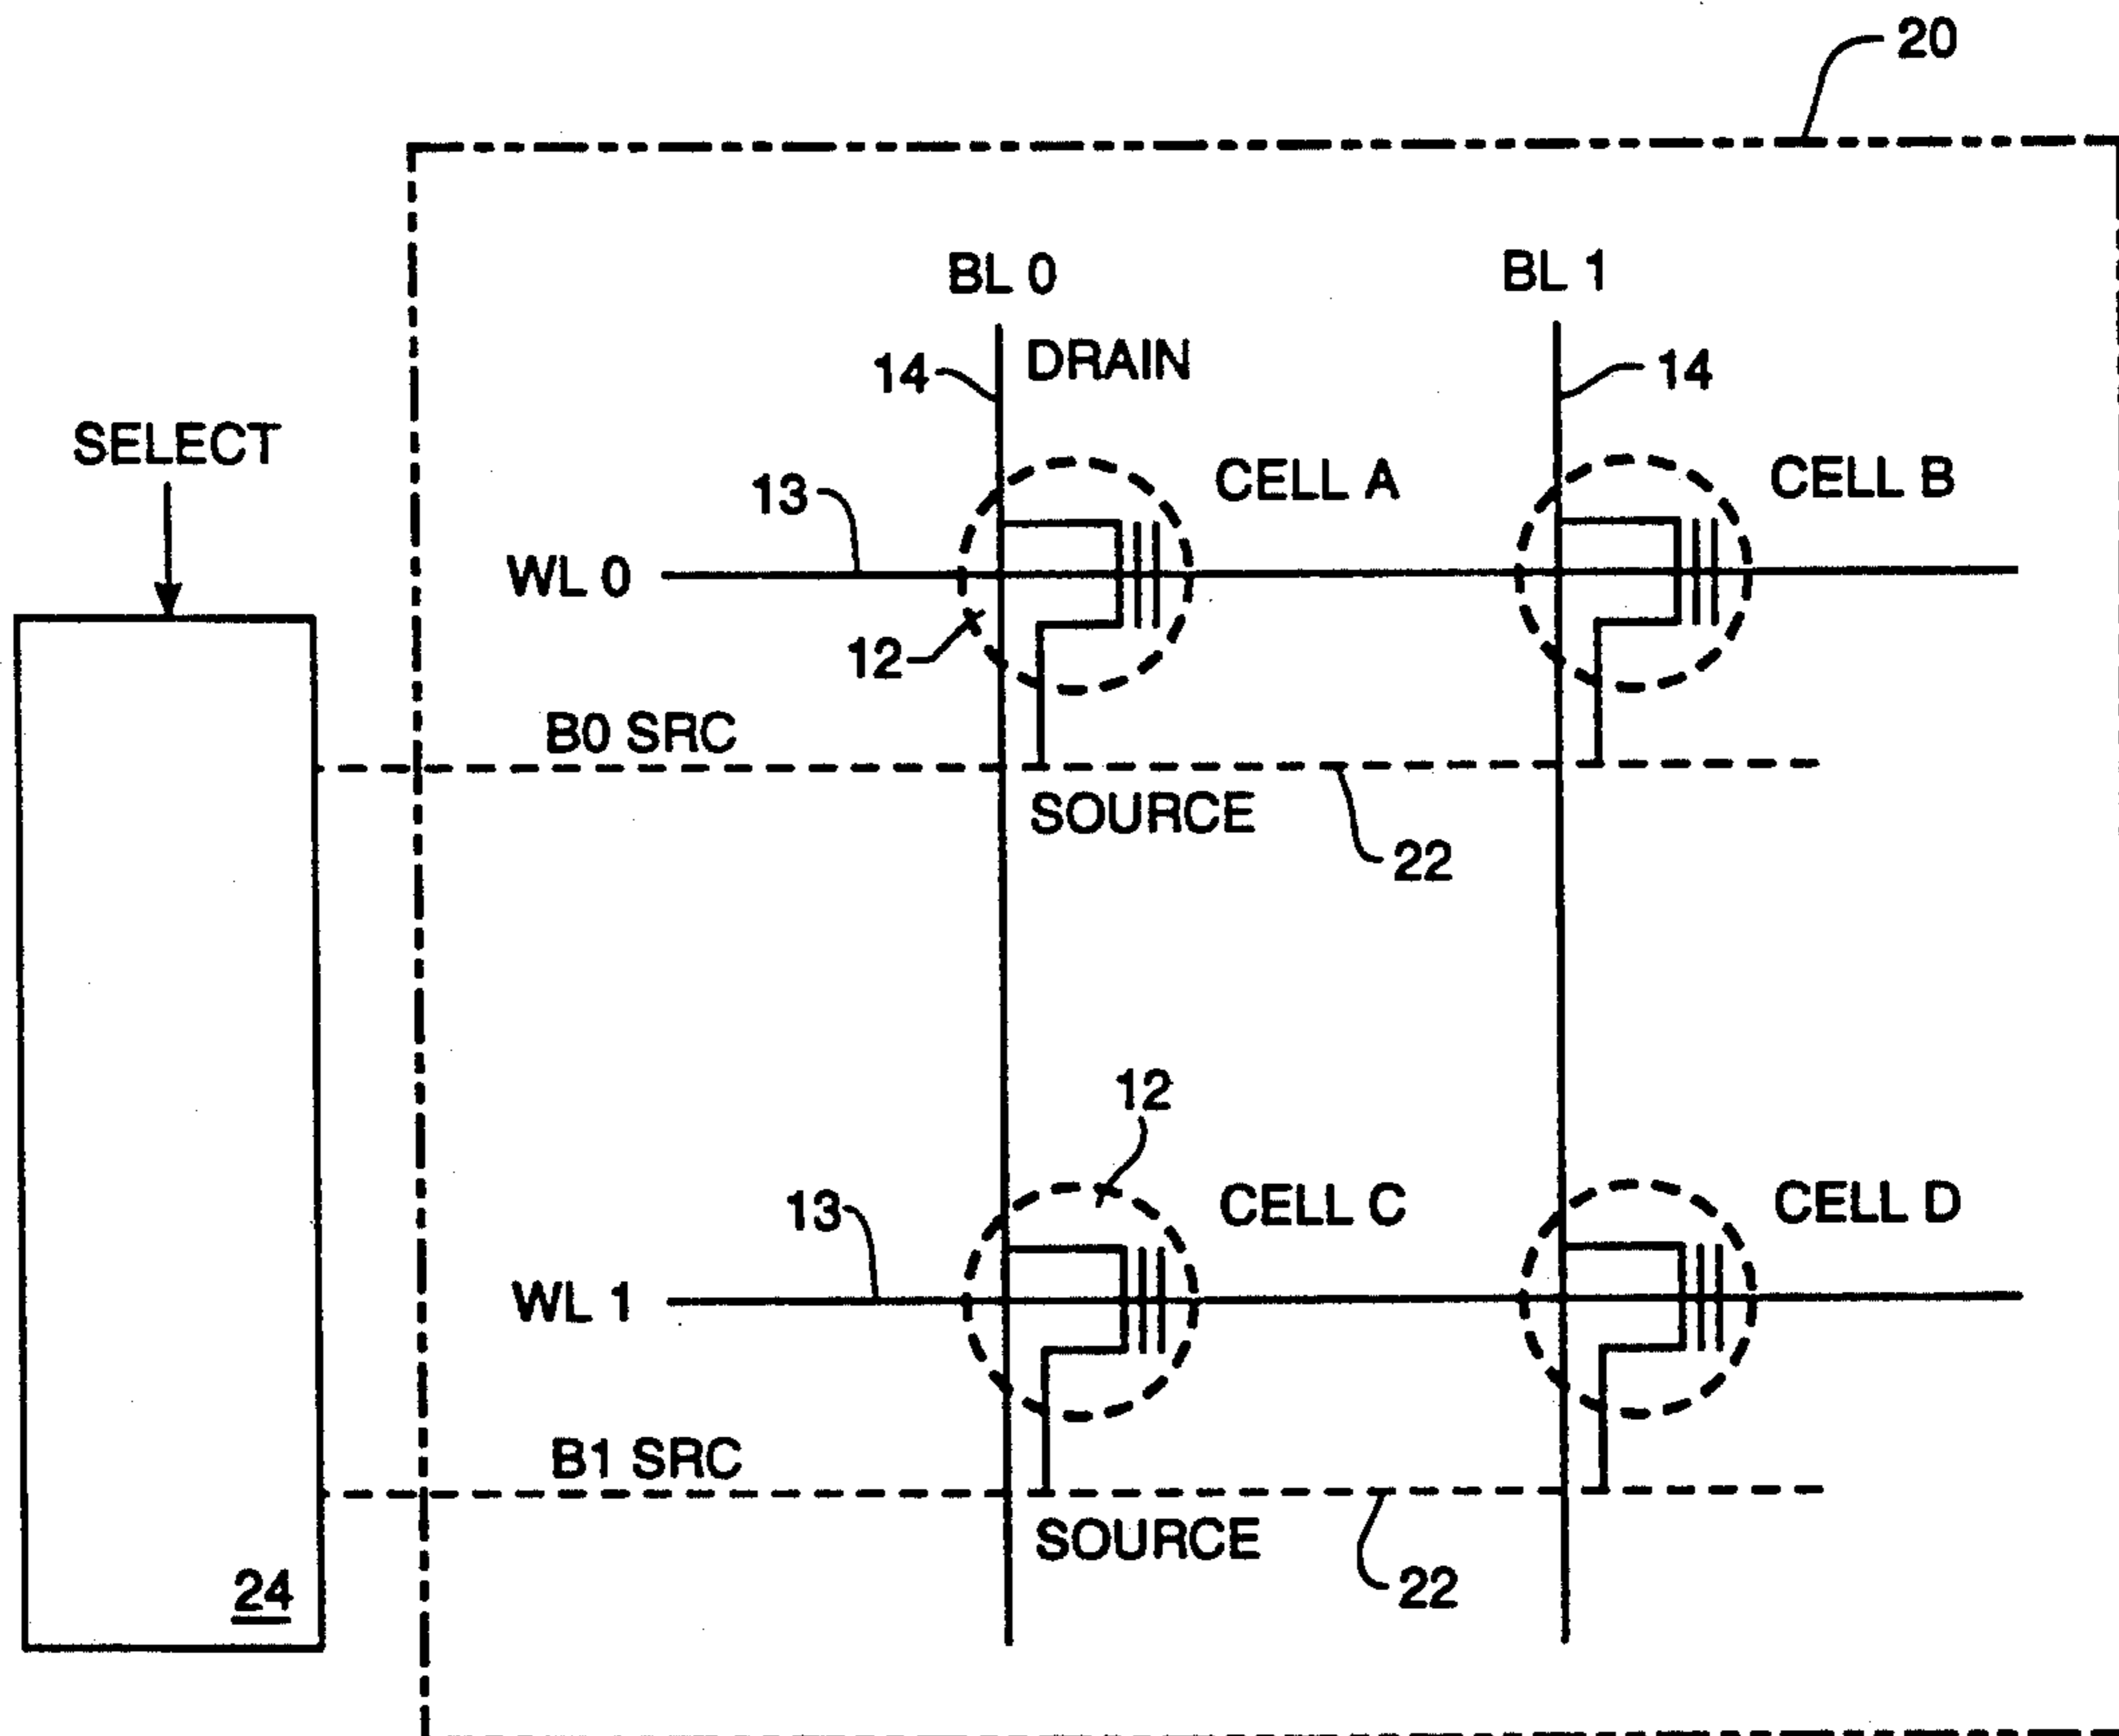 20
BL 0
BL 1
14
DRAIN
14
SELECT
13
CELL A
CELL B
WL 0
12
B0 SRC
SOURCE
22
12
13
CELL C
CELL D
WL 1
B1 SRC
SOURCE
24
22